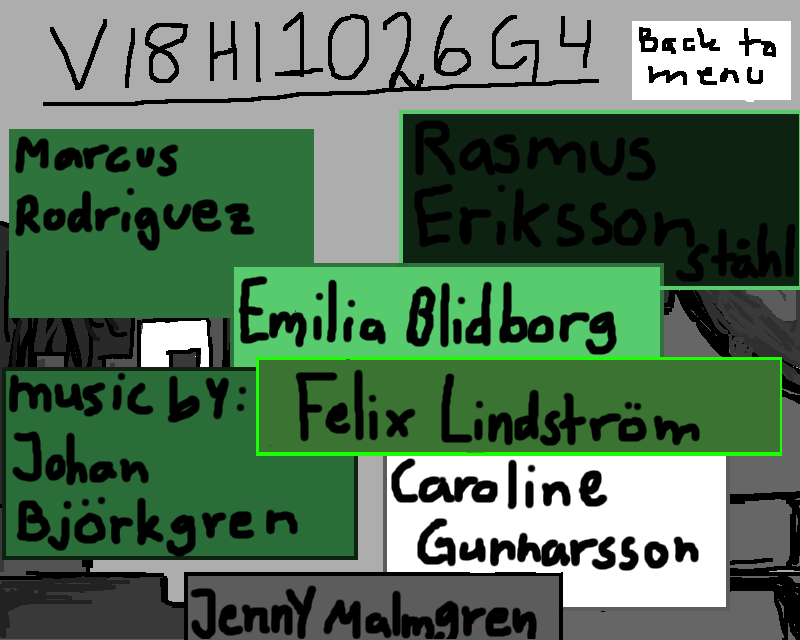 V18HI1026G4
Back to
menu
Marcus
Rodriguez
Rasmus
Eriksson
ståhl
Emilia Blidborg
music by:
Johan
Björkgren
Felix Lindström
Caroline
Gunnarsson
Jenny Malmgren